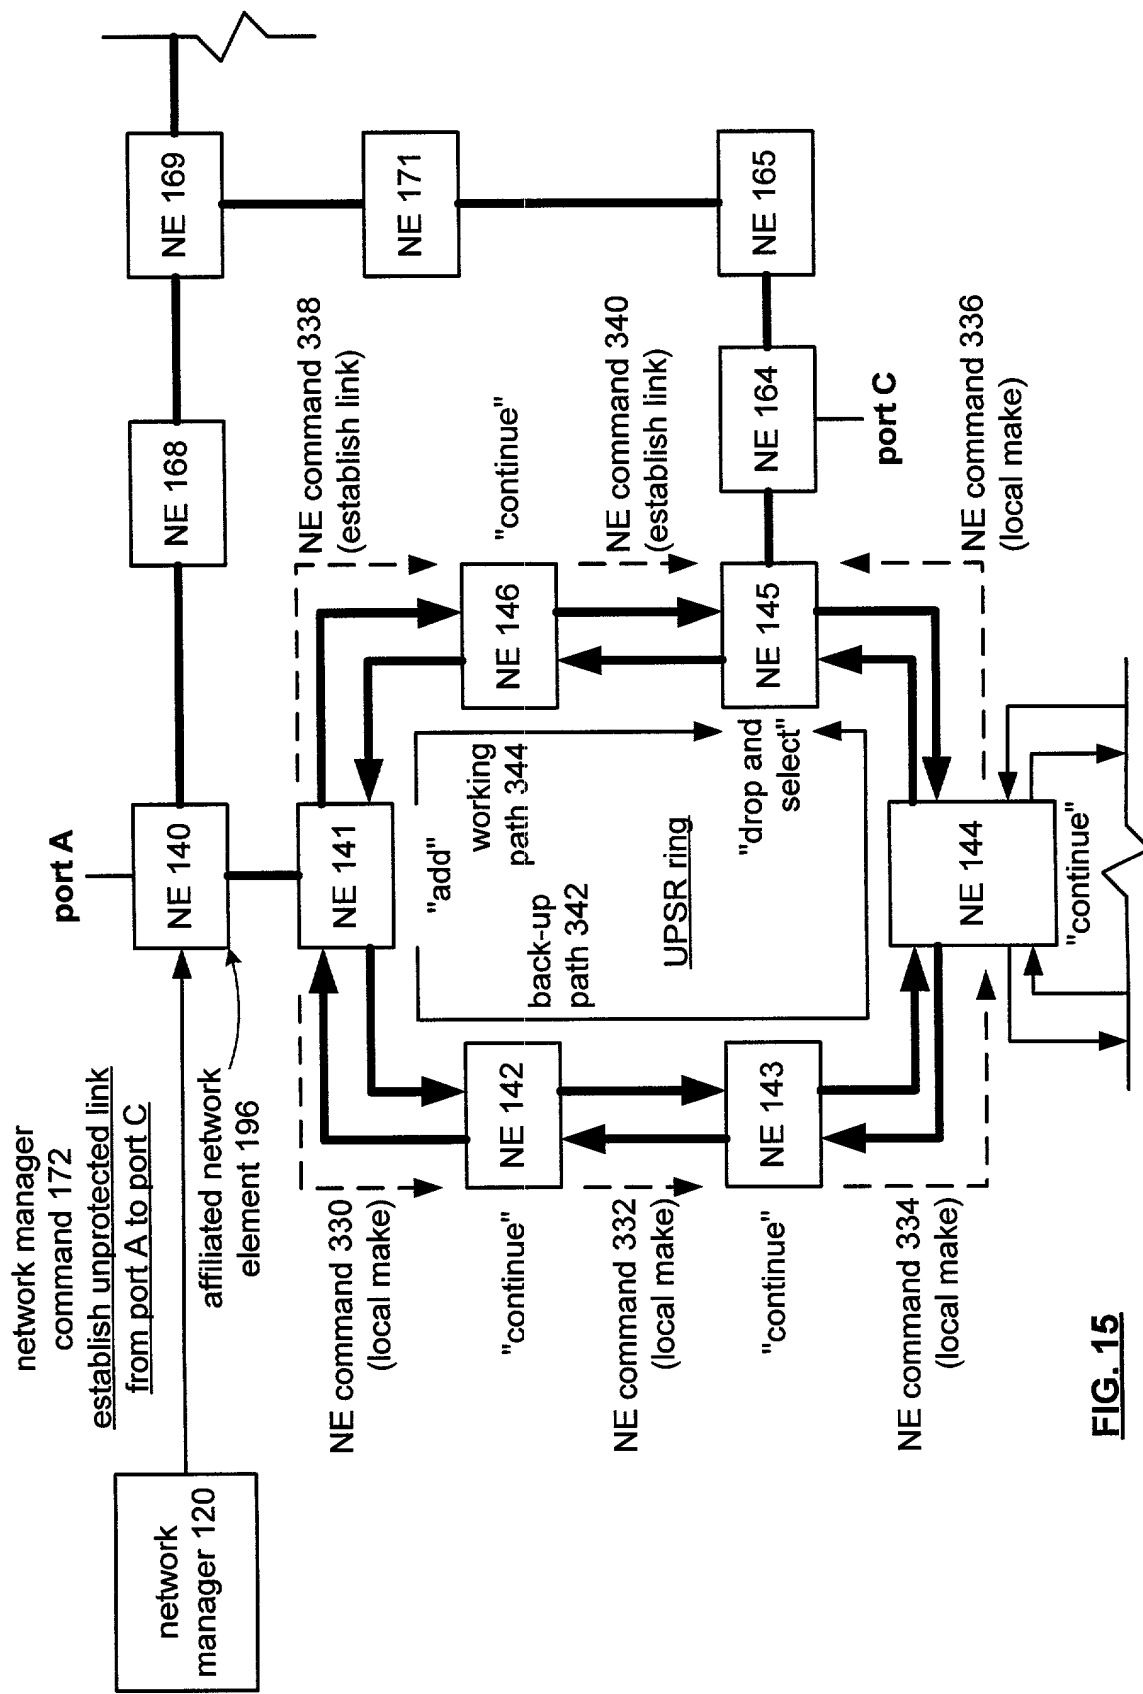 network manager
command 172
establish unprotected link
from port A to port C
network
manager 120
affiliated network
element 196
port A
NE 140
NE 168
NE 169
NE 171
NE 165
NE 164
port C
NE command 330
(local make)
"continue"
NE command 332
(local make)
"continue"
NE command 334
(local make)
NE 142
NE 143
NE 141
"add"
back-up
path 342
working
path 344
UPSR ring
"drop and
select"
NE 144
"continue"
NE 146
NE 145
NE command 338
(establish link)
"continue"
NE command 340
(establish link)
NE command 336
(local make)
FIG. 15